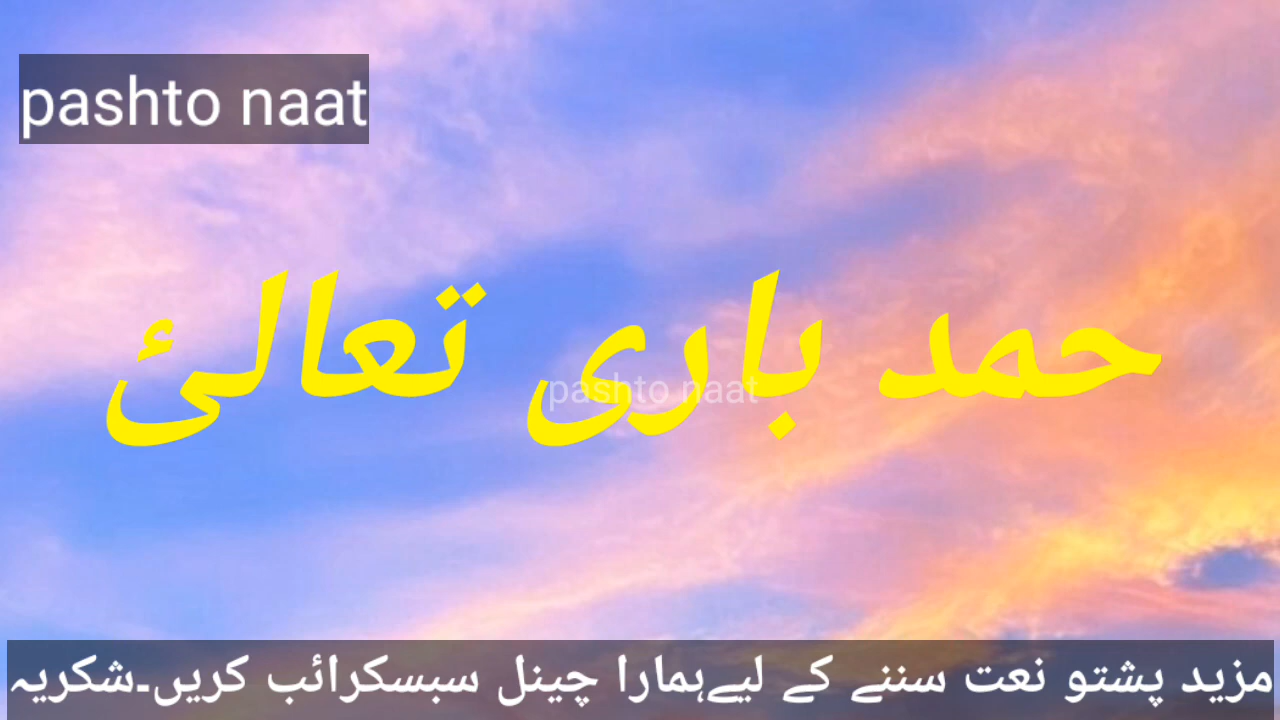 pashto naat
حمد باری تعالیٔ
pashto naat
مزید پشتو نعت سننے کے لیےہمارا چینل سبسکرائب کریں۔شکریہ